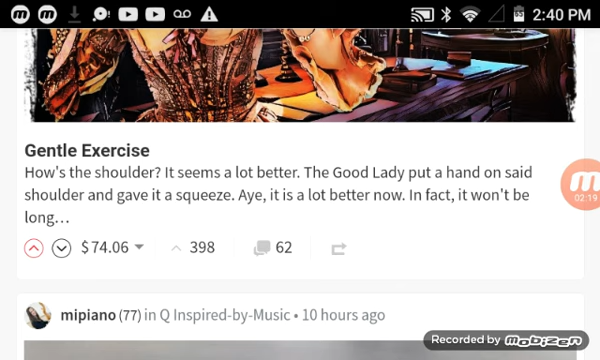 2:40 PM
Gentle Exercise
How's the shoulder? It seems a lot better. The Good Lady put a hand on said
shoulder and gave it a squeeze. Aye, it is a lot better now. In fact, it won't be
long...
$74.06 398 62
02:19
mipiano (77) in Q Inspired-by-Music • 10 hours ago
Recorded by mobizen